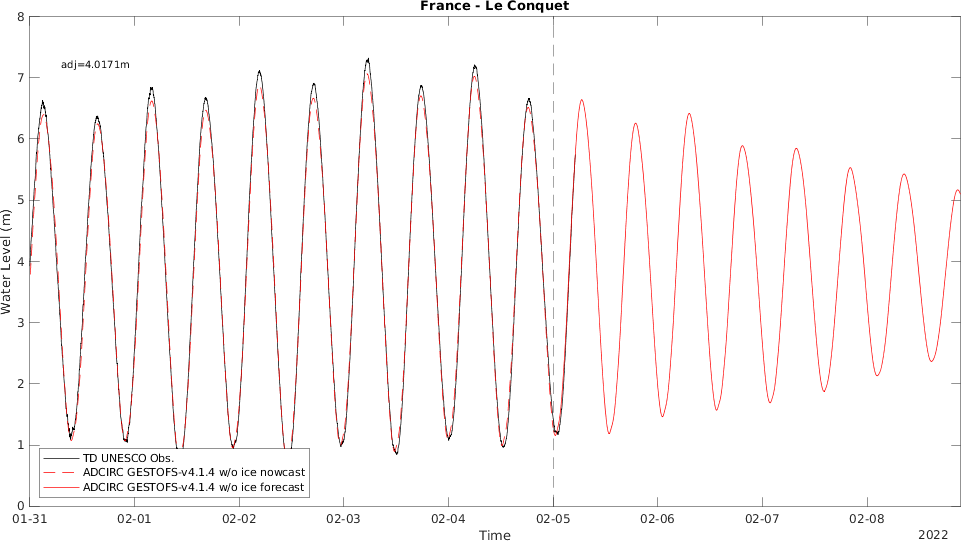 France - Le Conquet
8
7
6
5
4
3
2
1
0
adj=4.0171m
Water Level (m)
TD UNESCO Obs.
ADCIRC GESTOFS-v4.1.4 w/o ice nowcast
ADCIRC GESTOFS-v4.1.4 w/o ice forecast
01-31 02-01 02-02 02-03 02-04 02-05 02-06 02-07 02-08
Time
2022